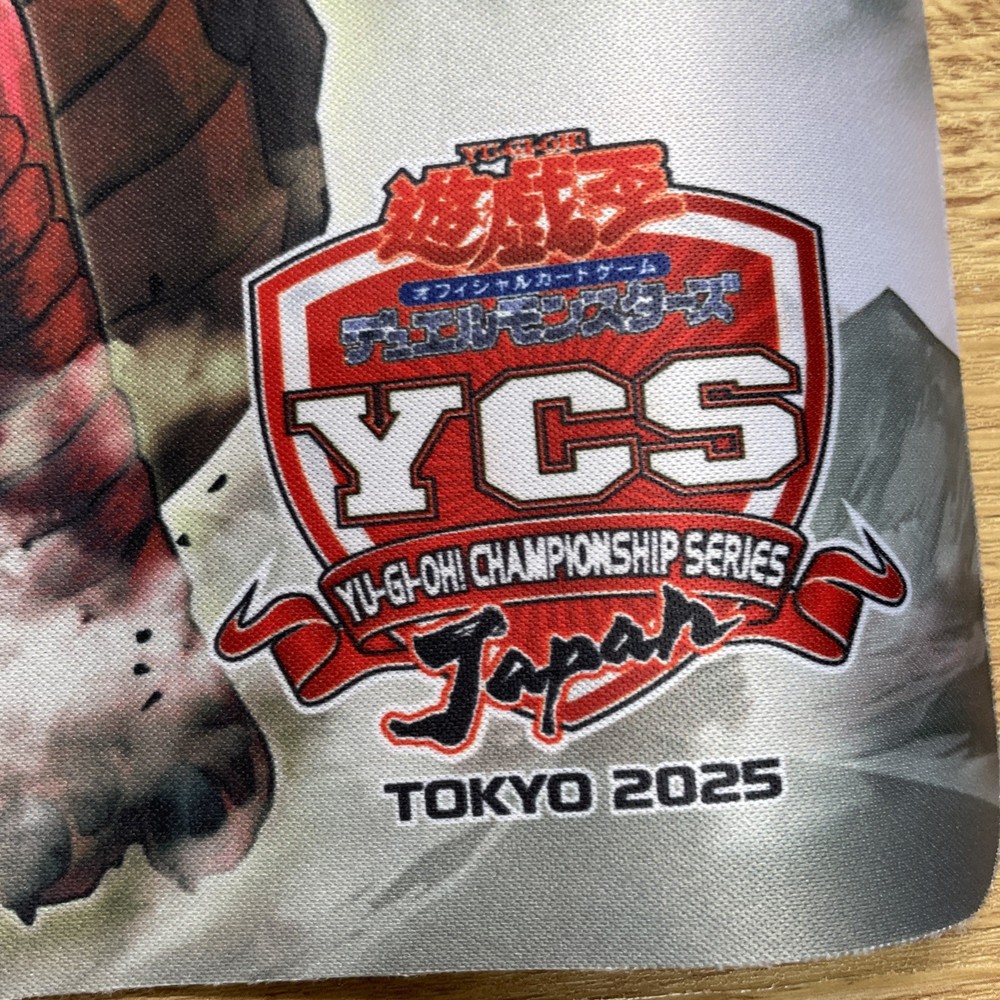 YU-GI-OH!
遊戯王
オフィシャルカードゲーム
デュエルモンスターズ
YCS
YU-GI-OH! CHAMPIONSHIP SERIES
Japan
TOKYO 2025